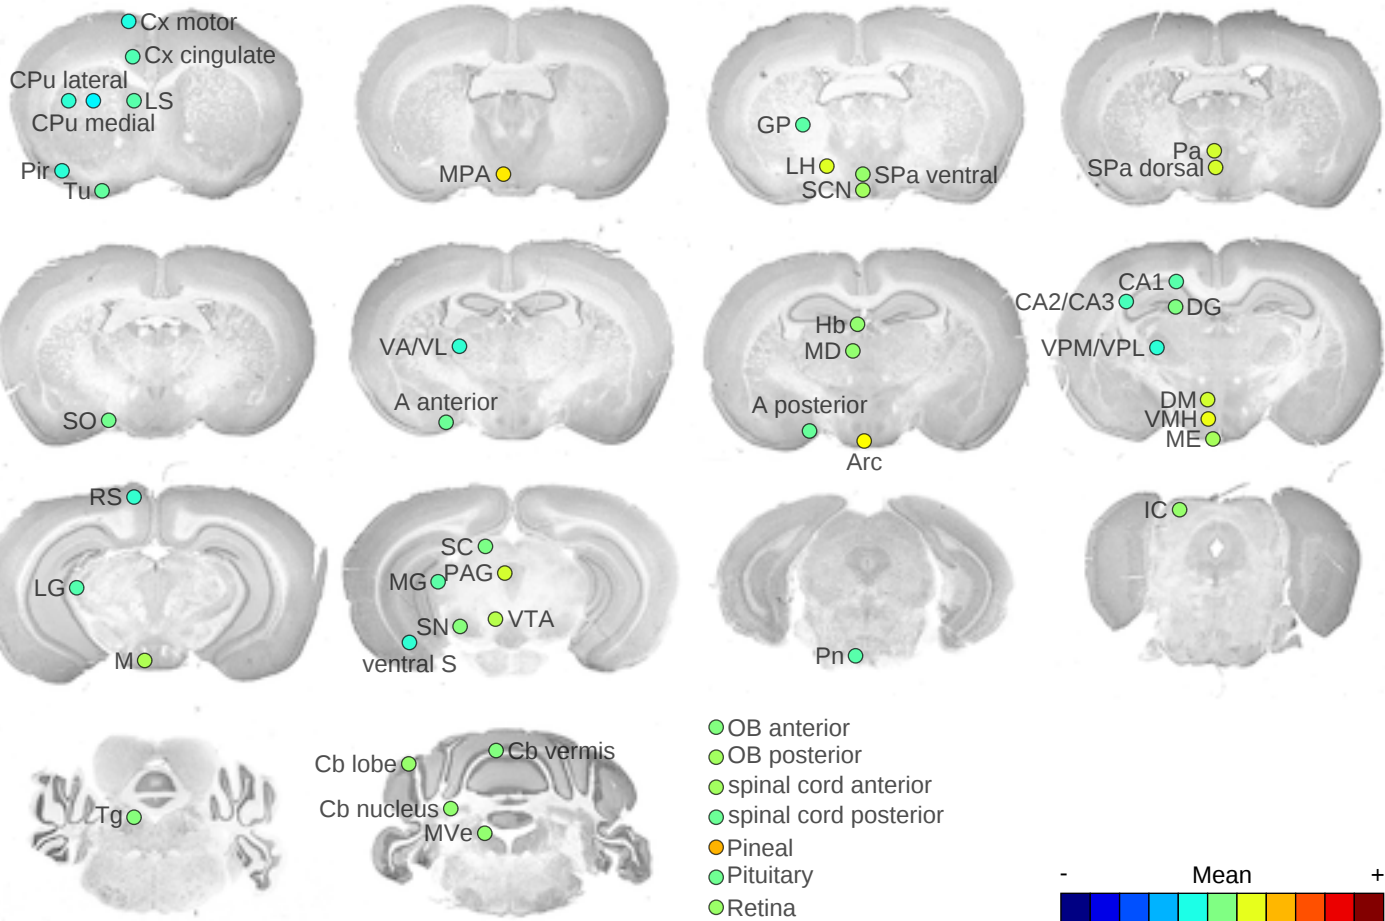 Cx motor
Cx cingulate
CPu lateral
LS
CPu medial
Pir
Tu
MPA
GP
LH
SPa ventral
SCN
Pa
SPa dorsal
SO
VA/VL
A anterior
Hb
MD
A posterior
Arc
CA1
CA2/CA3
DG
VPM/VPL
DM
VMH
ME
RS
LG
M
SC
MG
PAG
SN
VTA
ventral S
Pn
IC
Tg
Cb lobe
Cb vermis
Cb nucleus
MVe
OB anterior
OB posterior
spinal cord anterior
spinal cord posterior
Pineal
Pituitary
Retina
- Mean +